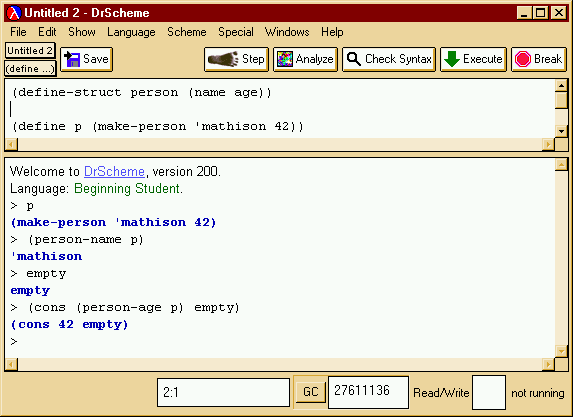 Untitled 2 - DrScheme
File Edit Show Language Scheme Special Windows Help
Untitled 2
(define ...)
Save
Step
Analyze
Check Syntax
Execute
Break
(define-struct person (name age))
(define p (make-person 'mathison 42))
Welcome to DrScheme, version 200.
Language: Beginning Student.
> p
(make-person 'mathison 42)
> (person-name p)
'mathison
> empty
empty
> (cons (person-age p) empty)
(cons 42 empty)
>
2:1 GC 27611136 Read/Write not running